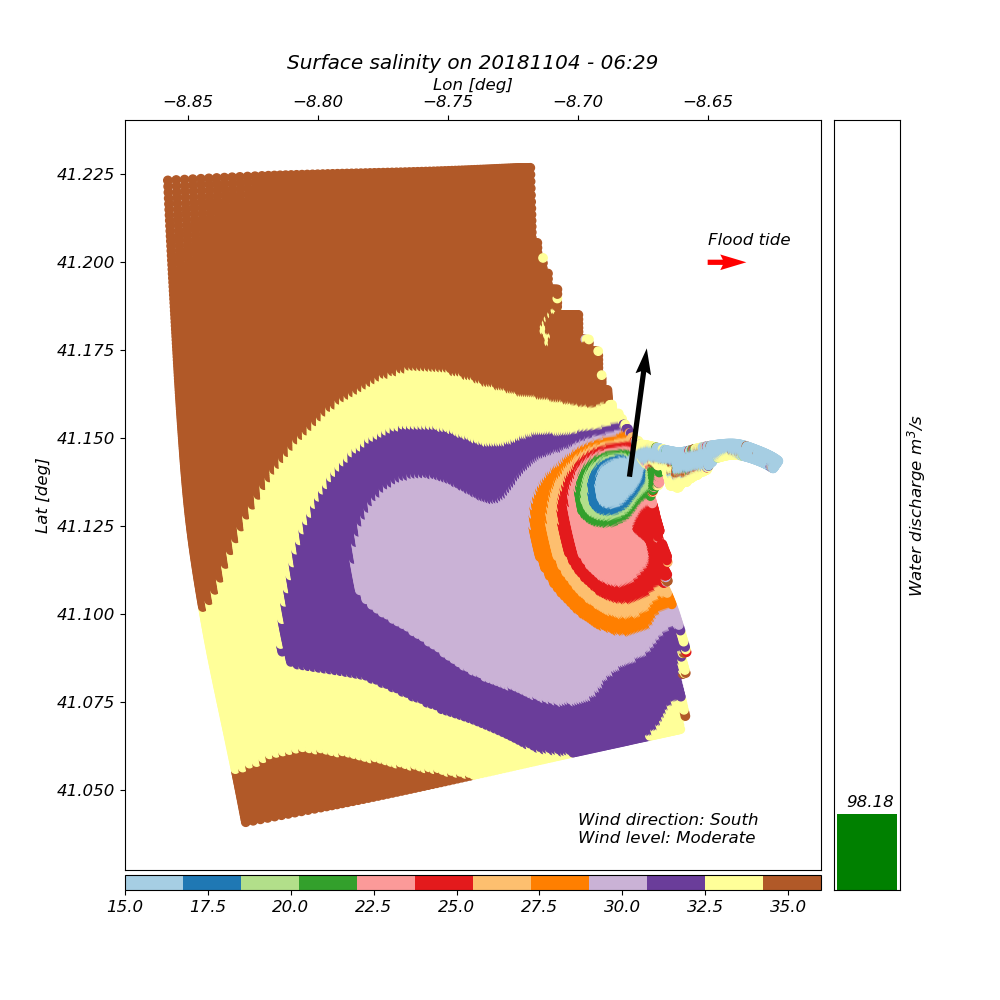 Surface salinity on 20181104 - 06:29
Lon [deg]
−8.85 −8.80 −8.75 −8.70 −8.65
41.225
41.200
41.175
41.150
41.125
41.100
41.075
41.050
Lat [deg]
Flood tide
Wind direction: South
Wind level: Moderate
15.0 17.5 20.0 22.5 25.0 27.5 30.0 32.5 35.0
98.18
Water discharge m³/s